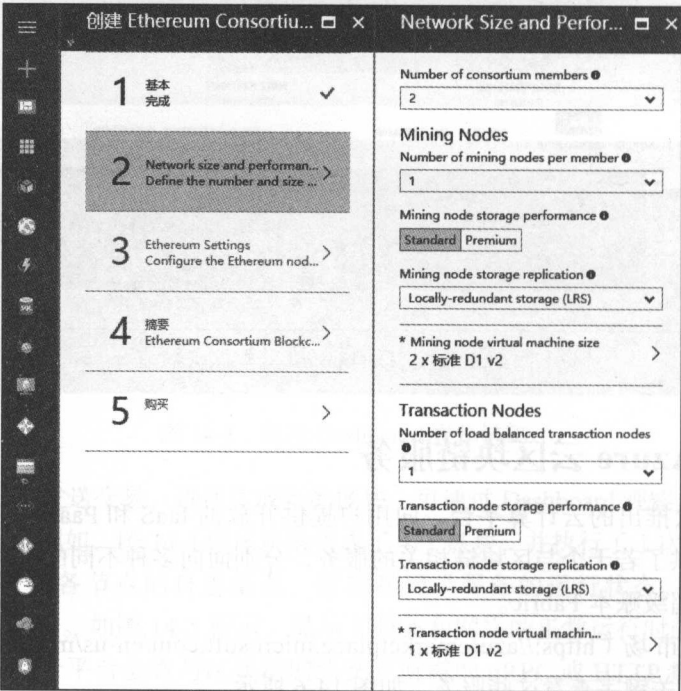 创建 Ethereum Consortiu...
1
基本
完成
2
Network size and performan...
Define the number and size ...
3
Ethereum Settings
Configure the Ethereum nod...
4
摘要
Ethereum Consortium Blockc...
5
购买
Network Size and Perfor...
Number of consortium members
2
Mining Nodes
Number of mining nodes per member
1
Mining node storage performance
Standard Premium
Mining node storage replication
Locally-redundant storage (LRS)
* Mining node virtual machine size
2 x 标准 D1 v2
Transaction Nodes
Number of load balanced transaction nodes
1
Transaction node storage performance
Standard Premium
Transaction node storage replication
Locally-redundant storage (LRS)
* Transaction node virtual machin...
1 x 标准 D1 v2